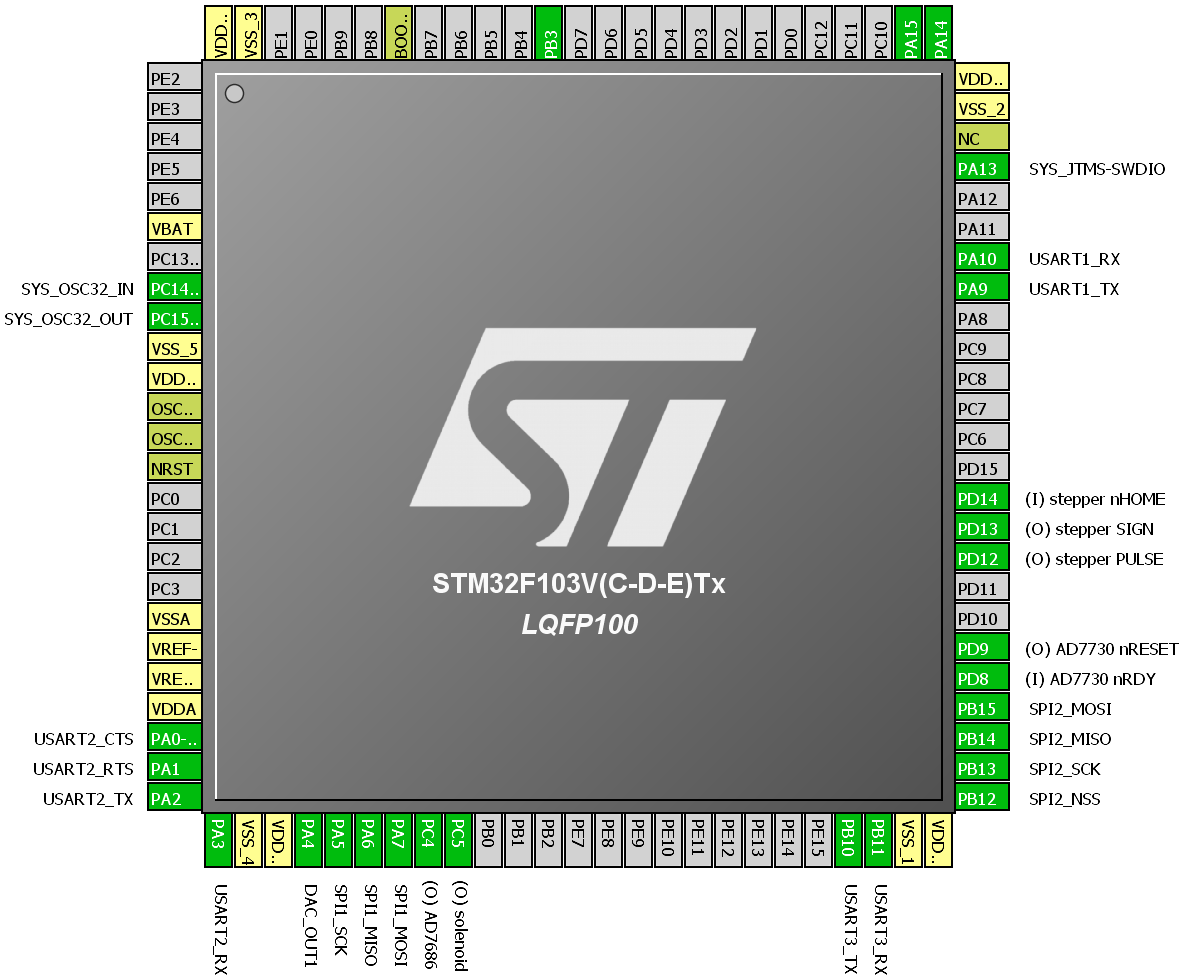 VDD..
VSS_3
PE1
PE0
PB9
PB8
BOO..
PB7
PB6
PB5
PB4
PB3
PD7
PD6
PD5
PD4
PD3
PD2
PD1
PD0
PC12
PC11
PC10
PA15
PA14
PE2
PE3
PE4
PE5
PE6
VBAT
PC13..
SYS_OSC32_IN PC14..
SYS_OSC32_OUT PC15..
VSS_5
VDD..
OSC..
OSC..
NRST
PC0
PC1
PC2
PC3
VSSA
VREF-
VRE..
VDDA
USART2_CTS PA0-..
USART2_RTS PA1
USART2_TX PA2
ST
STM32F103V(C-D-E)Tx
LQFP100
VDD..
VSS_2
NC
PA13 SYS_JTMS-SWDIO
PA12
PA11
PA10 USART1_RX
PA9 USART1_TX
PA8
PC9
PC8
PC7
PC6
PD15
PD14 (I) stepper nHOME
PD13 (O) stepper SIGN
PD12 (O) stepper PULSE
PD11
PD10
PD9 (O) AD7730 nRESET
PD8 (I) AD7730 nRDY
PB15 SPI2_MOSI
PB14 SPI2_MISO
PB13 SPI2_SCK
PB12 SPI2_NSS
PA3 USART2_RX
VSS_4
VDD..
PA4 DAC_OUT1
PA5 SPI1_SCK
PA6 SPI1_MISO
PA7 SPI1_MOSI
PC4 (O) AD7686
PC5 (O) solenoid
PB0
PB1
PB2
PE7
PE8
PE9
PE10
PE11
PE12
PE13
PE14
PE15
PB10 USART3_TX
PB11 USART3_RX
VSS_1
VDD..